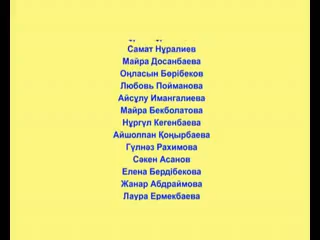 Самат Нұралиев
Майра Досанбаева
Оңласын Бөрібеков
Любовь Пойманова
Айсұлу Имангалиева
Майра Бекболатова
Нұргүл Кегенбаева
Айшолпан Қоңырбаева
Гүлнәз Рахимова
Сәкен Асанов
Елена Бердібекова
Жанар Абдраймова
Лаура Ермекбаева